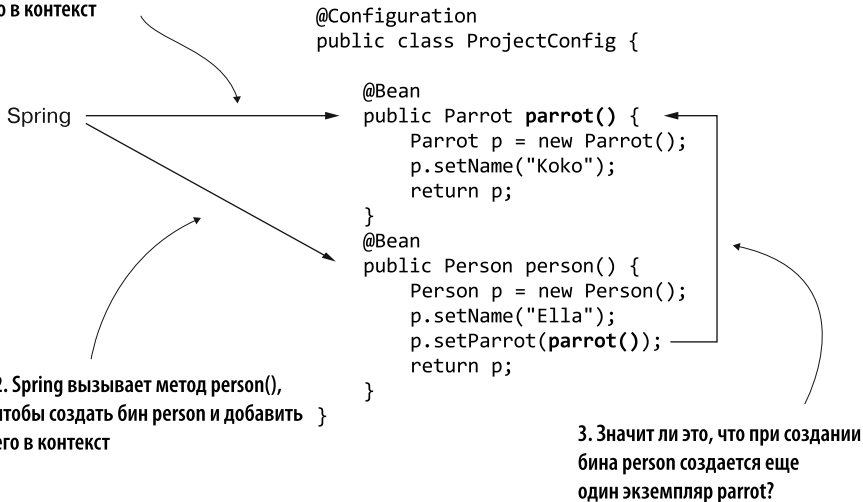 о в контекст
@Configuration
public class ProjectConfig {
@Bean
Spring
public Parrot parrot() {
Parrot p = new Parrot();
p.setName("Koko");
return p;
}
@Bean
public Person person() {
Person p = new Person();
p.setName("Ella");
p.setParrot(parrot());
return p;
}
}
2. Spring вызывает метод person(),
чтобы создать бин person и добавить
его в контекст
3. Значит ли это, что при создании
бина person создается еще
один экземпляр parrot?